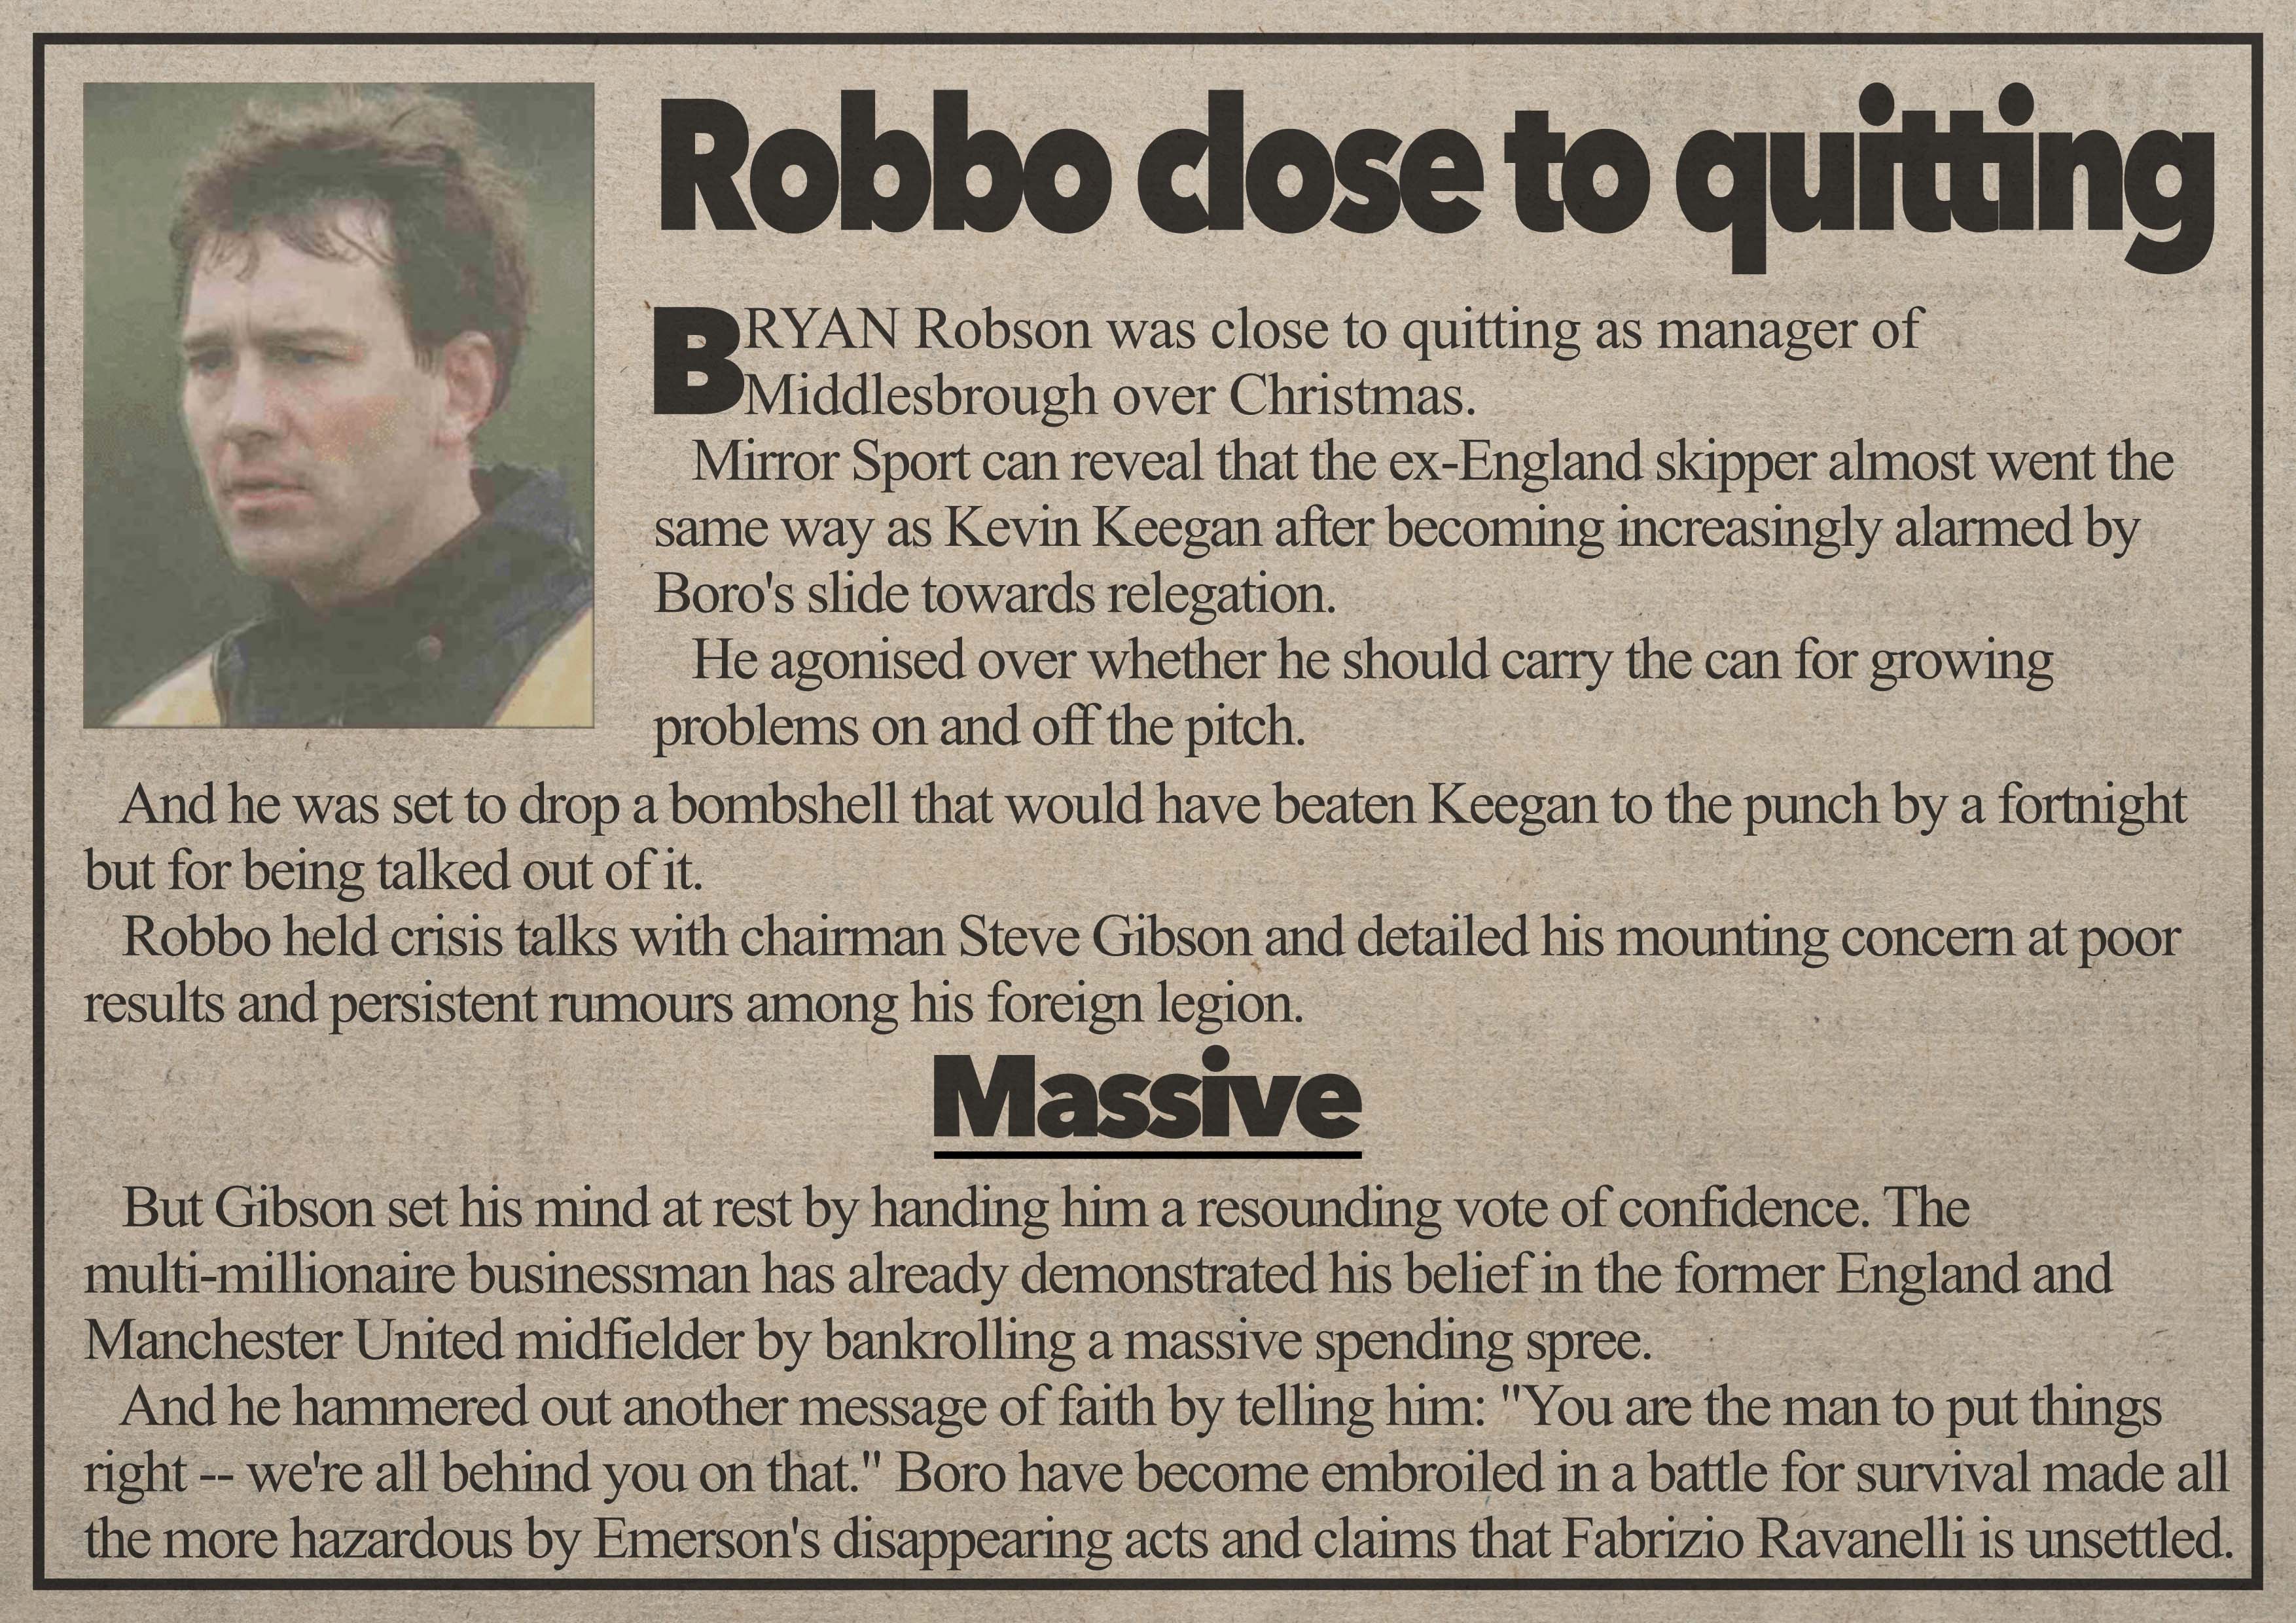 Robbo close to quitting
BRYAN Robson was close to quitting as manager of
Middlesbrough over Christmas.
Mirror Sport can reveal that the ex-England skipper almost went the
same way as Kevin Keegan after becoming increasingly alarmed by
Boro's slide towards relegation.
He agonised over whether he should carry the can for growing
problems on and off the pitch.
And he was set to drop a bombshell that would have beaten Keegan to the punch by a fortnight
but for being talked out of it.
Robbo held crisis talks with chairman Steve Gibson and detailed his mounting concern at poor
results and persistent rumours among his foreign legion.
Massive
But Gibson set his mind at rest by handing him a resounding vote of confidence. The
multi-millionaire businessman has already demonstrated his belief in the former England and
Manchester United midfielder by bankrolling a massive spending spree.
And he hammered out another message of faith by telling him: "You are the man to put things
right -- we're all behind you on that." Boro have become embroiled in a battle for survival made all
the more hazardous by Emerson's disappearing acts and claims that Fabrizio Ravanelli is unsettled.